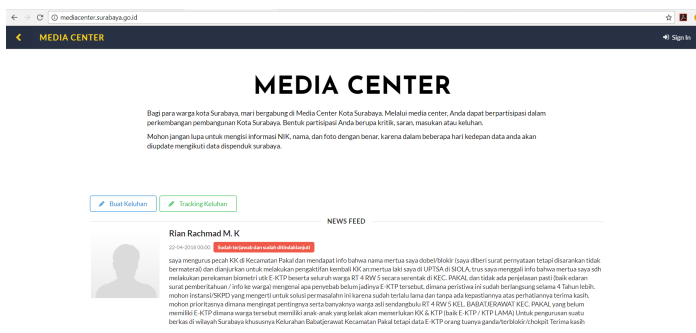 mediacenter.surabaya.go.id
MEDIA CENTER
Sign In
MEDIA CENTER
Bagi para warga kota Surabaya, mari bergabung di Media Center Kota Surabaya. Melalui media center, Anda dapat berpartisipasi dalam
perkembangan pembangunan Kota Surabaya. Bentuk partisipasi Anda berupa kritik, saran, masukan atau keluhan.
Mohon jangan lupa untuk mengisi informasi NIK, nama, dan foto dengan benar, karena dalam beberapa hari kedepan data anda akan
diupdate mengikuti data dispenduk surabaya.
Buat Keluhan
Tracking Keluhan
NEWS FEED
Rian Rachmad M. K
22-04-2018 00:00 Sudah terjawab dan sudah ditindaklanjuti
saya mengurus pecah KK di Kecamatan Pakal dan mendapat info bahwa nama mertua saya dobel/blokir (saya diberi surat pernyataan tetapi disarankan tidak
bermaterai) dan dianjurkan untuk melakukan pengaktifan kembali KK an:mertua laki saya di UPTSA di SIOLA, trus saya menggali info bahwa mertua saya sdh
melakukan perekaman biometri utk E-KTP beserta seluruh warga RT 4 RW 5 secara serentak di KEC. PAKAL, dan tidak ada penjelasan pasti (baik edaran
surat pemberitahuan / info ke warga) mengenai apa penyebab belum jadinya E-KTP tersebut, dimana peristiwa ini sudah berlangsung selama 4 Tahun lebih.
mohon instansi/SKPD yang mengerti untuk solusi permasalahn ini karena sudah terlalu lama dan tanpa ada kepastiannya atas perhatiannya terima kasih.
mohon prioritasnya dimana mengingat pentingnya serta banyaknya warga asli sendangbulu RT 4 RW 5 KEL. BABATJERAWAT KEC. PAKAL yang belum
memiliki E-KTP dimana warga tersebut memiliki anak-anak yang kelak akan memerlukan KK & KTP (baik E-KTP / KTP LAMA) Untuk pengurusan suatu
berkas di wilayah Surabaya khususnya Kelurahan Babatjerawat Kecamatan Pakal tetapi data E-KTP orang tuanya ganda/terblokir/chokpit Terima kasih